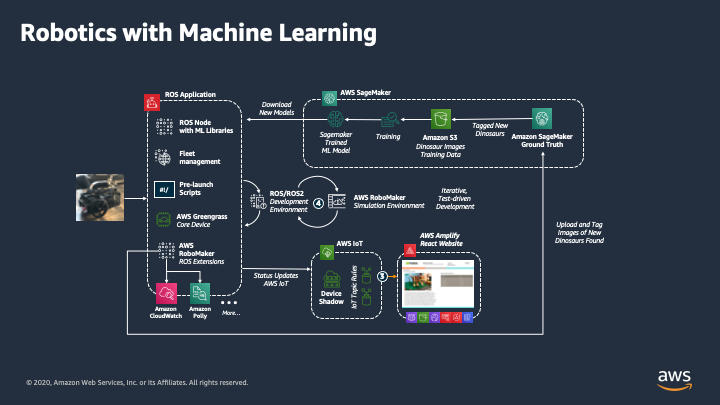 Robotics with Machine Learning
ROS Application
ROS Node
with ML Libraries
Fleet
management
#!/
Pre-launch
Scripts
AWS Greengrass
Core Device
AWS
RoboMaker
ROS Extensions
Amazon
CloudWatch
Amazon
Polly
More...
Download
New Models
AWS SageMaker
Sagemaker
Trained
ML Model
Training
Amazon S3
Dinosaur Images
Training Data
Tagged New
Dinosaurs
Amazon SageMaker
Ground Truth
ROS/ROS2
Development
Environment
4
AWS RoboMaker
Simulation Environment
Iterative,
Test-driven
Development
Upload and Tag
Images of New
Dinosaurs Found
Status Updates
AWS IoT
AWS IoT
Device
Shadow
IoT Topic Rules
3
AWS Amplify
React Website
© 2020, Amazon Web Services, Inc. or its Affiliates. All rights reserved.
aws